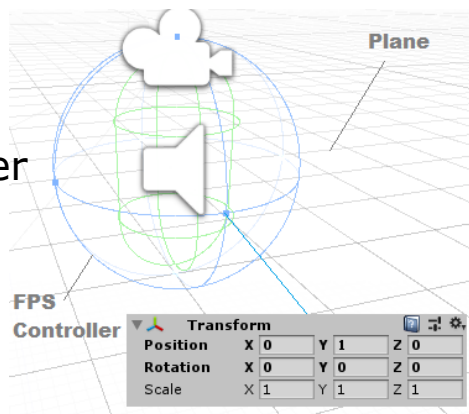 Plane
er
FPS
Controller
Transform
Position X 0 Y 1 Z 0
Rotation X 0 Y 0 Z 0
Scale X 1 Y 1 Z 1